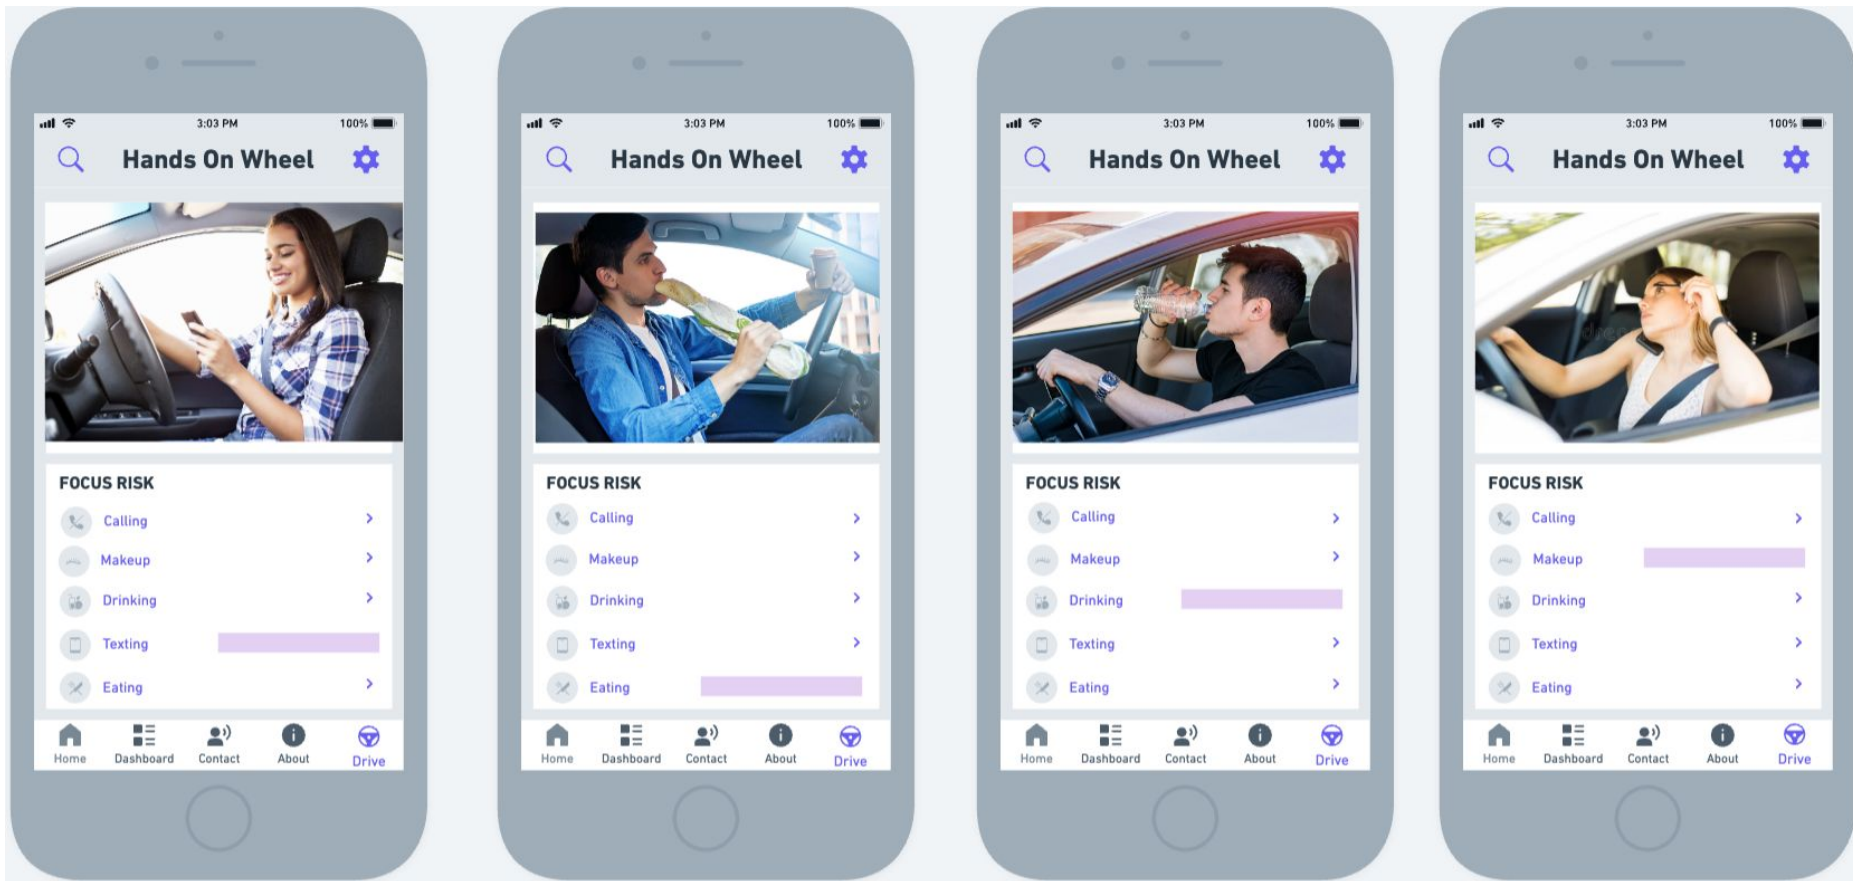 3:03 PM 100%
Hands On Wheel
FOCUS RISK
Calling
Makeup
Drinking
Texting
Eating
Home Dashboard Contact About Drive
3:03 PM 100%
Hands On Wheel
FOCUS RISK
Calling
Makeup
Drinking
Texting
Eating
Home Dashboard Contact About Drive
3:03 PM 100%
Hands On Wheel
FOCUS RISK
Calling
Makeup
Drinking
Texting
Eating
Home Dashboard Contact About Drive
3:03 PM 100%
Hands On Wheel
FOCUS RISK
Calling
Makeup
Drinking
Texting
Eating
Home Dashboard Contact About Drive